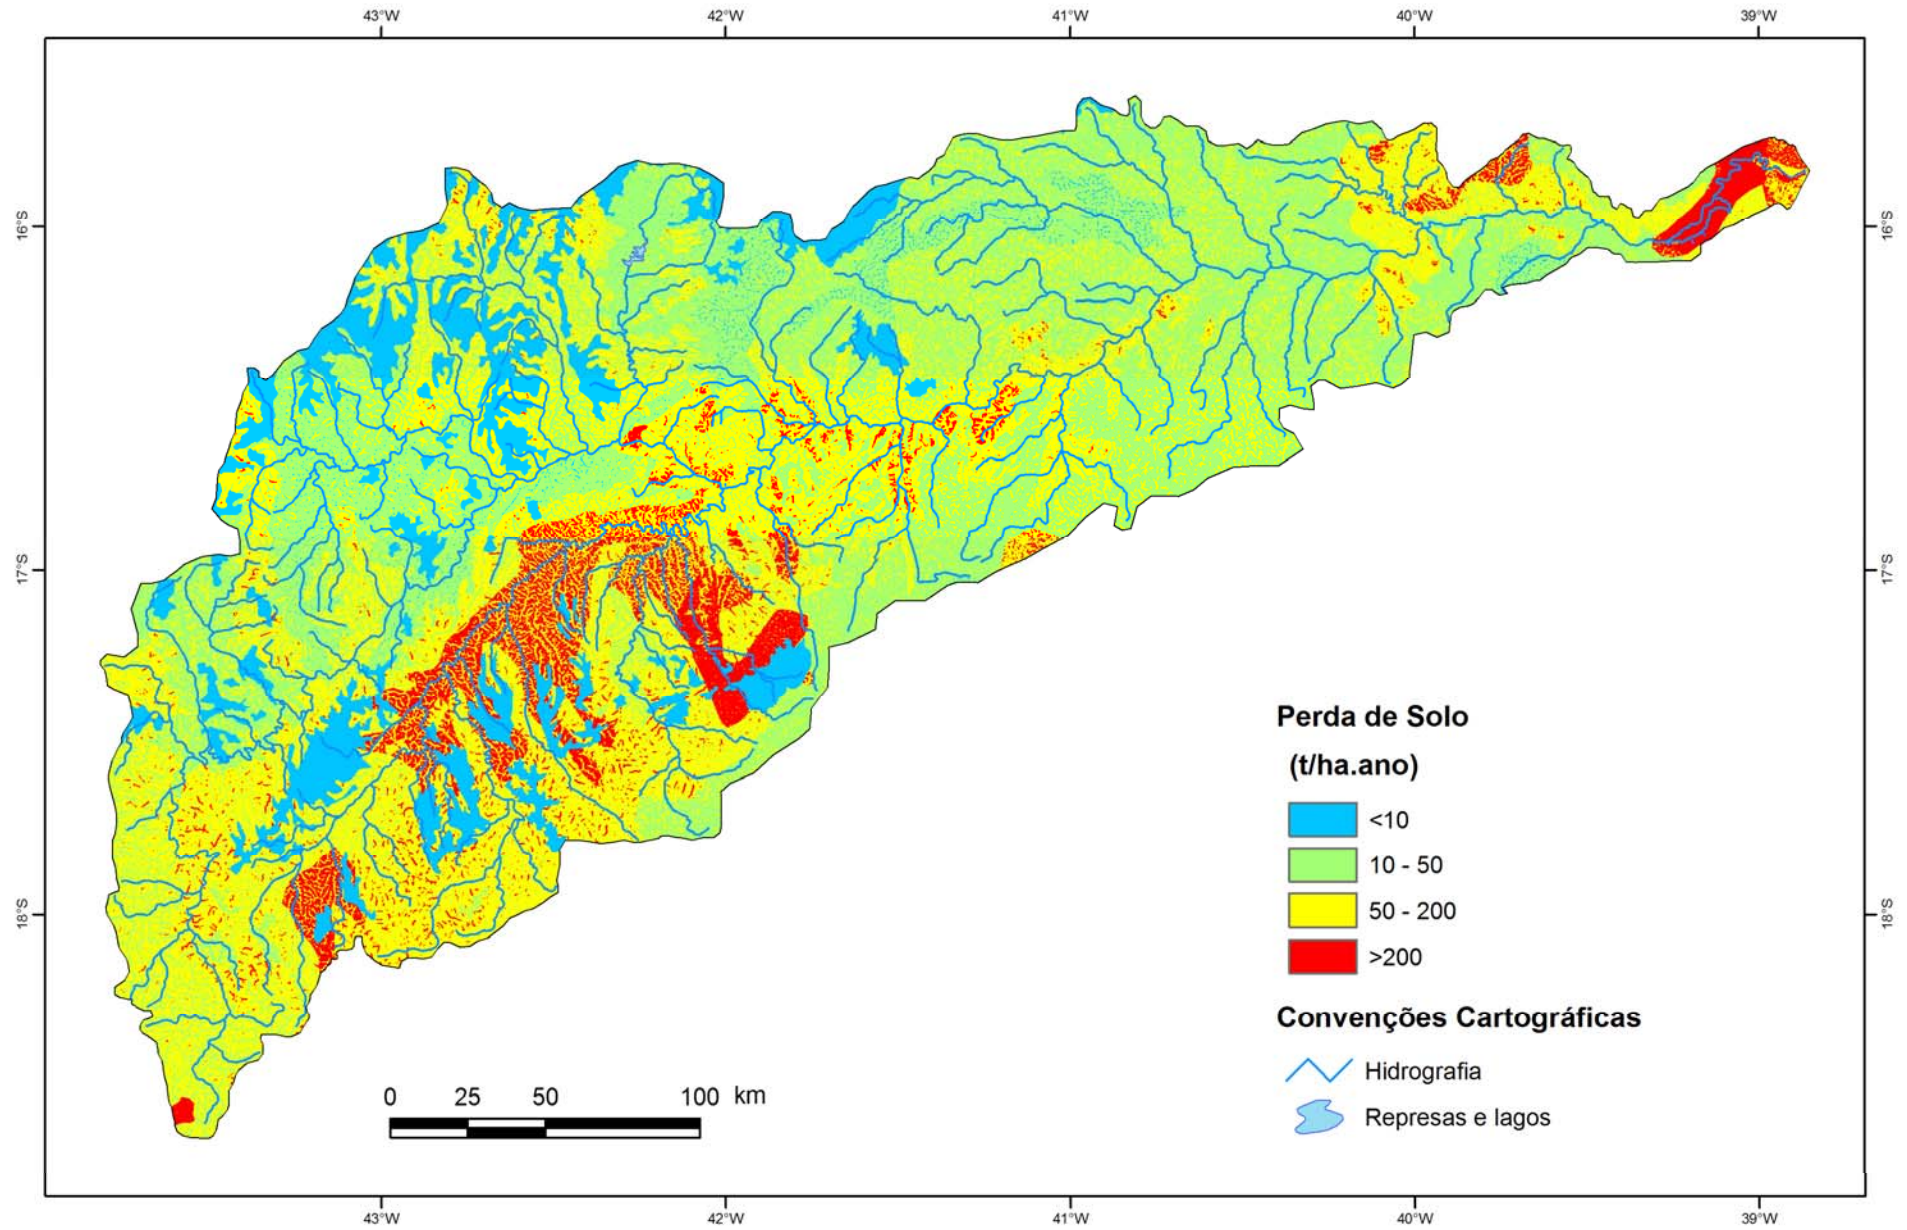 43°W 42°W 41°W 40°W 39°W
16°S 16°S
17°S 17°S
Perda de Solo
(t/ha.ano)
<10
10 - 50
50 - 200
>200
18°S 18°S
Convenções Cartográficas
Hidrografia
0 25 50 100 km
Represas e lagos
43°W 42°W 41°W 40°W 39°W